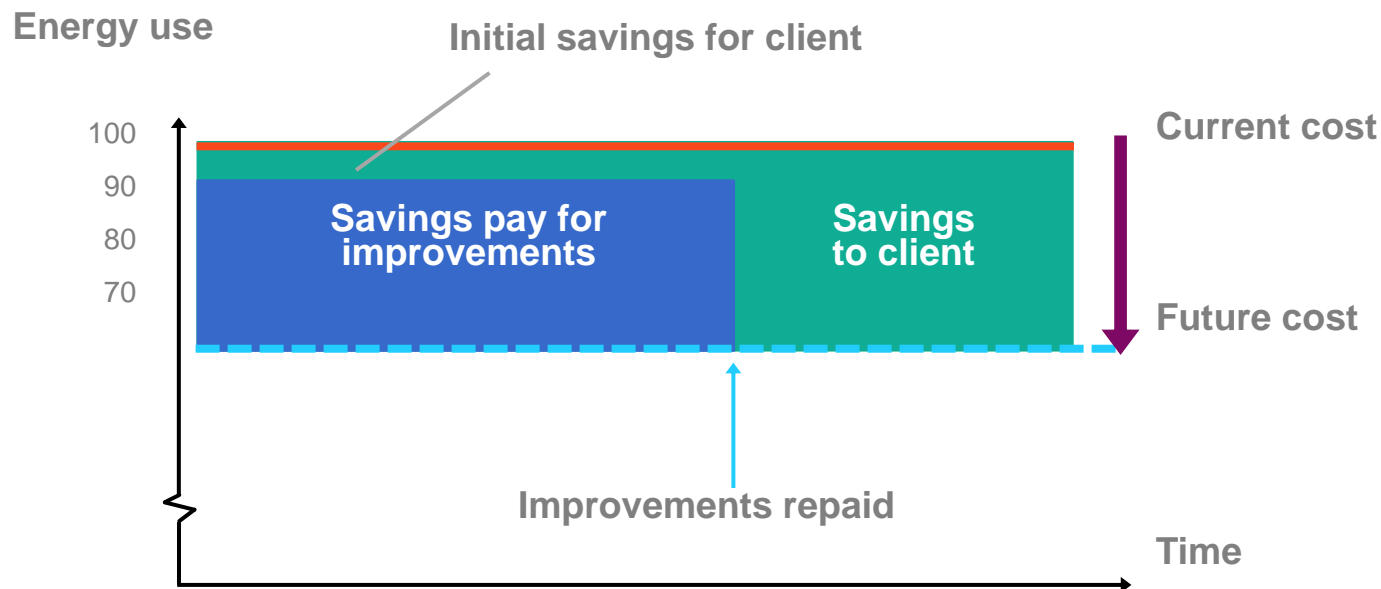 Energy use
Initial savings for client
100
90
80
70
Current cost
Savings pay for
improvements
Savings
to client
Future cost
Improvements repaid
Time